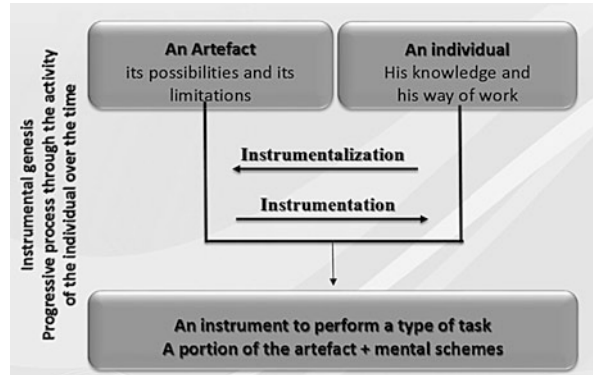 An Artefact
its possibilities and its
limitations
An individual
His knowledge and
his way of work
Instrumental genesis
Progressive process through the activity
of the individual over the time
Instrumentalization
Instrumentation
An instrument to perform a type of task
A portion of the artefact + mental schemes